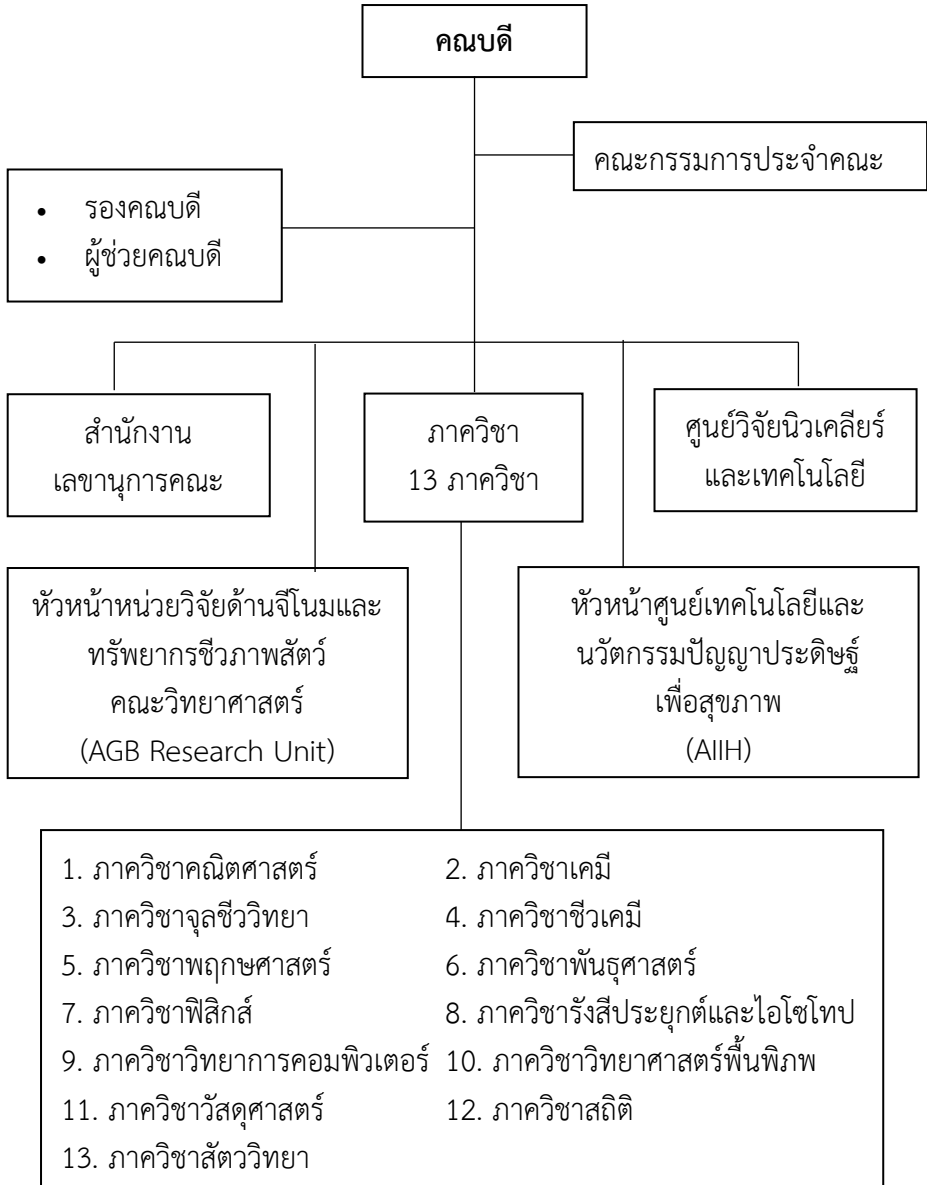 คณบดี
คณะกรรมการประจำคณะ
• รองคณบดี
• ผู้ช่วยคณบดี
สำนักงาน
เลขานุการคณะ
ภาควิชา
13 ภาควิชา
ศูนย์วิจัยนิวเคลียร์
และเทคโนโลยี
หัวหน้าหน่วยวิจัยด้านจีโนมและ
ทรัพยากรชีวภาพสัตว์
คณะวิทยาศาสตร์
(AGB Research Unit)
หัวหน้าศูนย์เทคโนโลยีและ
นวัตกรรมปัญญาประดิษฐ์
เพื่อสุขภาพ
(AIIH)
1. ภาควิชาคณิตศาสตร์ 2. ภาควิชาเคมี
3. ภาควิชาจุลชีววิทยา 4. ภาควิชาชีวเคมี
5. ภาควิชาพฤกษศาสตร์ 6. ภาควิชาพันธุศาสตร์
7. ภาควิชาฟิสิกส์ 8. ภาควิชารังสีประยุกต์และไอโซโทป
9. ภาควิชาวิทยาการคอมพิวเตอร์ 10. ภาควิชาวิทยาศาสตร์พื้นพิภพ
11. ภาควิชาวัสดุศาสตร์ 12. ภาควิชาสถิติ
13. ภาควิชาสัตววิทยา